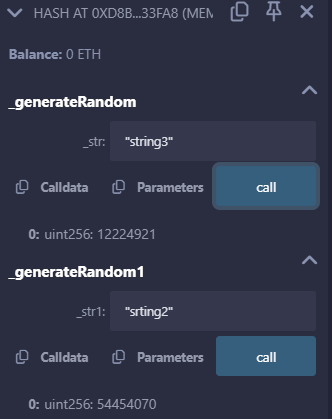 HASH AT 0XD8B...33FA8 (MEM
Balance: 0 ETH
_generateRandom
_str: "string3"
Calldata Parameters call
0: uint256: 12224921
_generateRandom1
_str1: "srting2"
Calldata Parameters call
0: uint256: 54454070